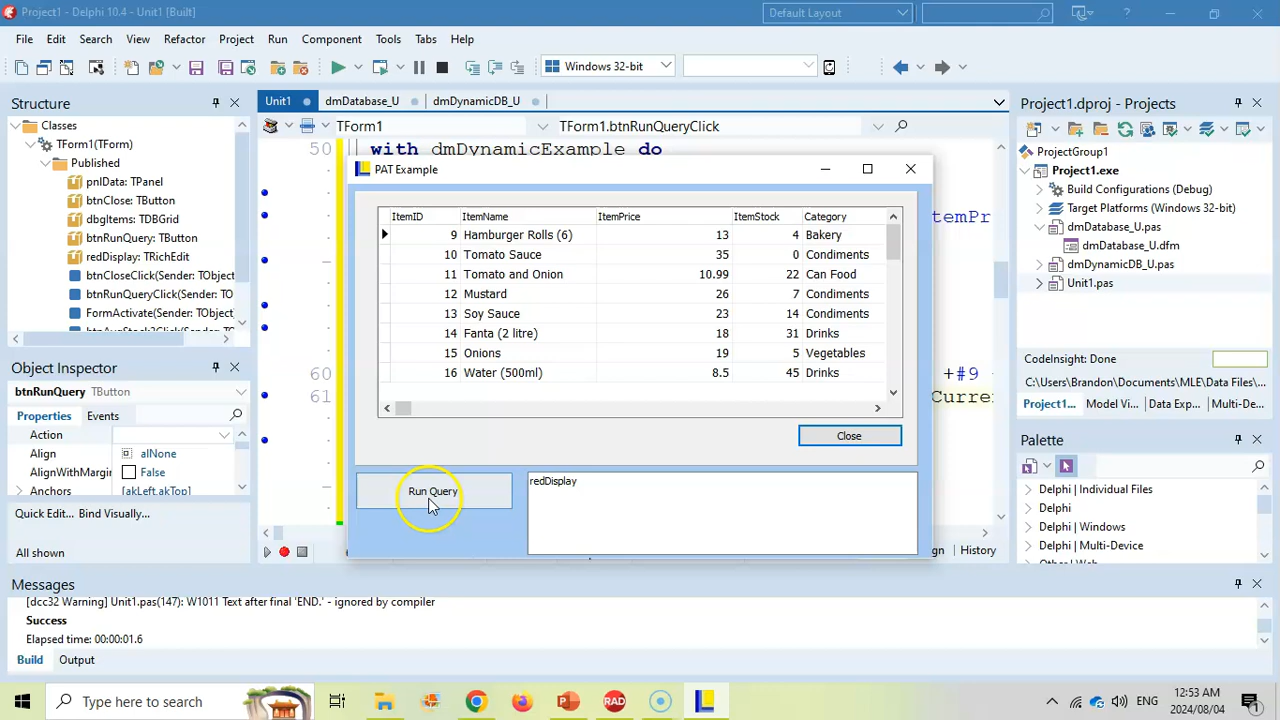 Project1 - Delphi 10.4 - Unit1 [Built]
Default Layout
File Edit Search View Refactor Project Run Component Tools Tabs Help
Windows 32-bit
Structure
Unit1 dmDatabase_U dmDynamicDB_U
Project1.dproj - Projects
Classes
TForm1(TForm)
Published
pnlData: TPanel
btnClose: TButton
dbgItems: TDBGrid
btnRunQuery: TButton
redDisplay: TRichEdit
btnCloseClick(Sender: TObject)
btnRunQueryClick(Sender: TO
FormActivate(Sender: TObject)
TForm1 TForm1.btnRunQueryClick
50 with dmDynamicExample do
temPr
60 +#9
61 Curre
PAT Example
ItemID ItemName ItemPrice ItemStock Category
9 Hamburger Rolls (6) 13 4 Bakery
10 Tomato Sauce 35 0 Condiments
11 Tomato and Onion 10.99 22 Can Food
12 Mustard 26 7 Condiments
13 Soy Sauce 23 14 Condiments
14 Fanta (2 litre) 18 31 Drinks
15 Onions 19 5 Vegetables
16 Water (500ml) 8.5 45 Drinks
Close
Run Query
redDisplay
ProjectGroup1
Project1.exe
Build Configurations (Debug)
Target Platforms (Windows 32-bit)
dmDatabase_U.pas
dmDatabase_U.dfm
dmDynamicDB_U.pas
Unit1.pas
CodeInsight: Done
C:\Users\Brandon\Documents\MLE\Data Files\...
Project1... Model Vi... Data Exp... Multi-De...
Object Inspector
btnRunQuery TButton
Properties Events
Action
Align alNone
AlignWithMargin False
Anchors [akLeft,akTop]
Quick Edit... Bind Visually...
All shown
History
Palette
Delphi | Individual Files
Delphi
Delphi | Windows
Delphi | Multi-Device
Messages
[dcc32 Warning] Unit1.pas(147): W1011 Text after final 'END.' - ignored by compiler
Success
Elapsed time: 00:00:01.6
Build Output
Type here to search
RAD
ENG
12:53 AM
2024/08/04